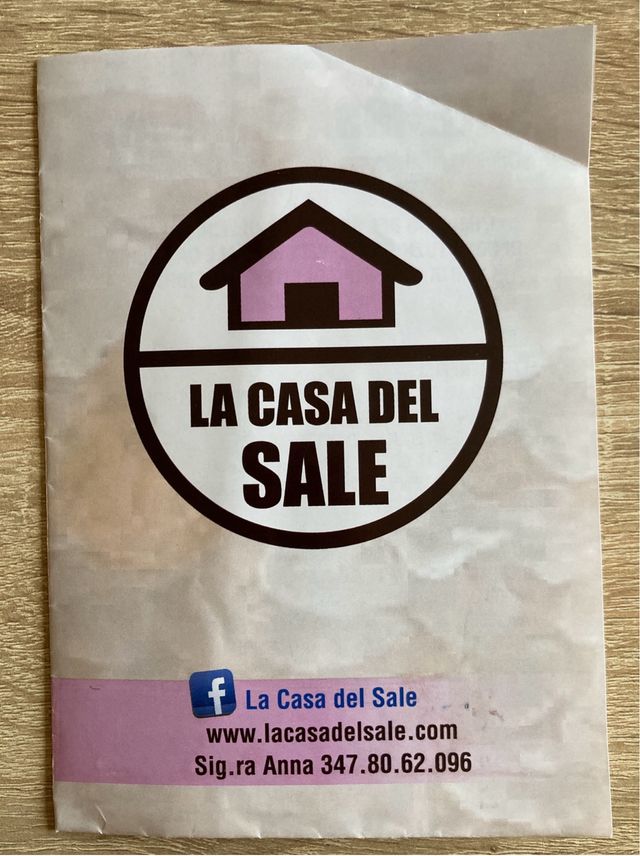 LA CASA DEL
SALE
f La Casa del Sale
www.lacasadelsale.com
Sig.ra Anna 347.80.62.096